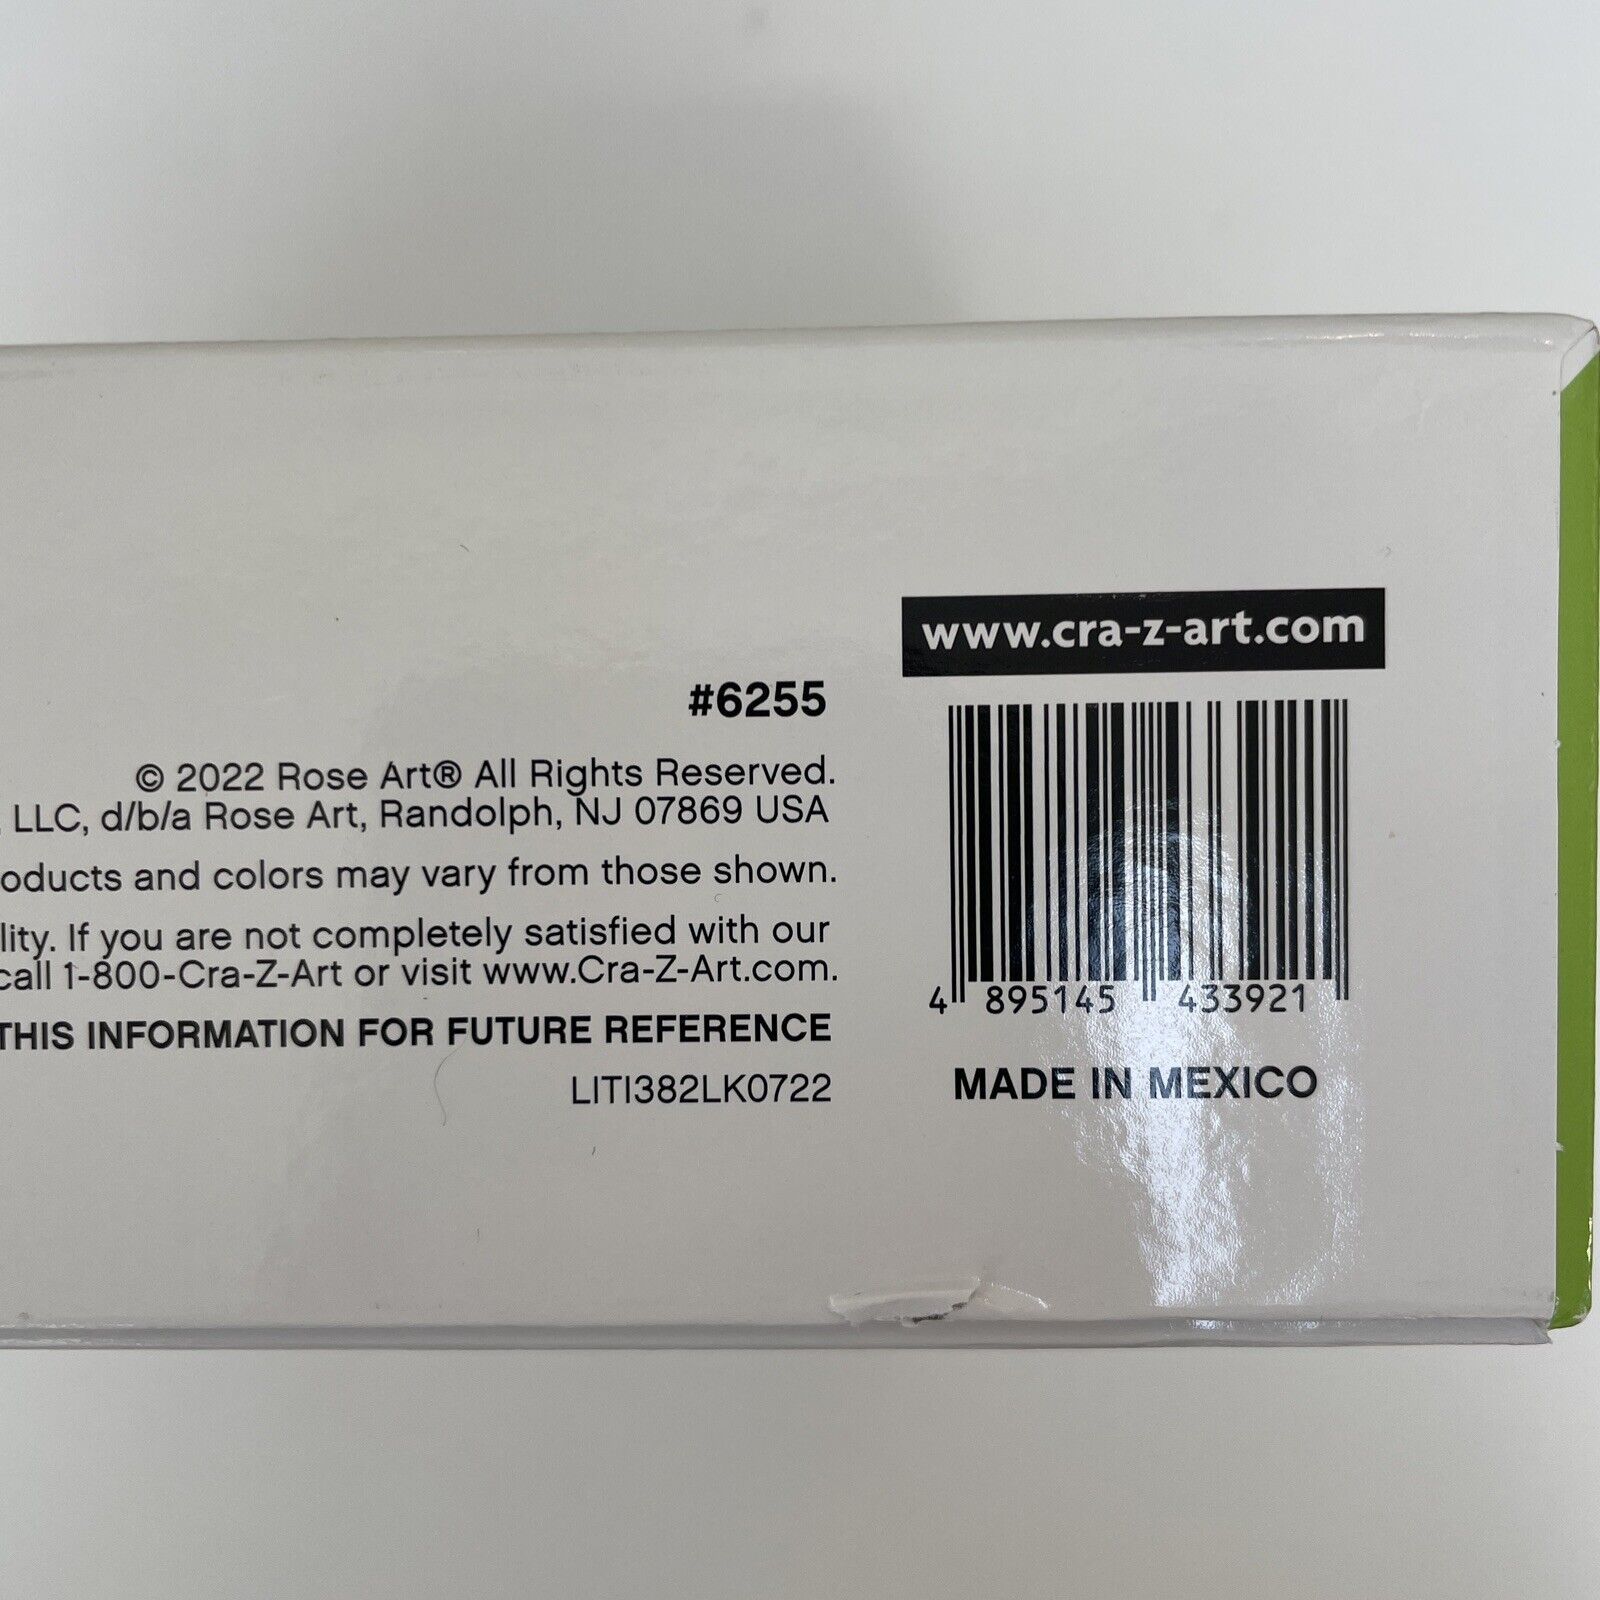 www.cra-z-art.com
#6255
© 2022 Rose Art® All Rights Reserved.
LLC, d/b/a Rose Art, Randolph, NJ 07869 USA
oducts and colors may vary from those shown.
lity. If you are not completely satisfied with our
call 1-800-Cra-Z-Art or visit www.Cra-Z-Art.com.
THIS INFORMATION FOR FUTURE REFERENCE
LITI382LK0722
4 895145 433921
MADE IN MEXICO